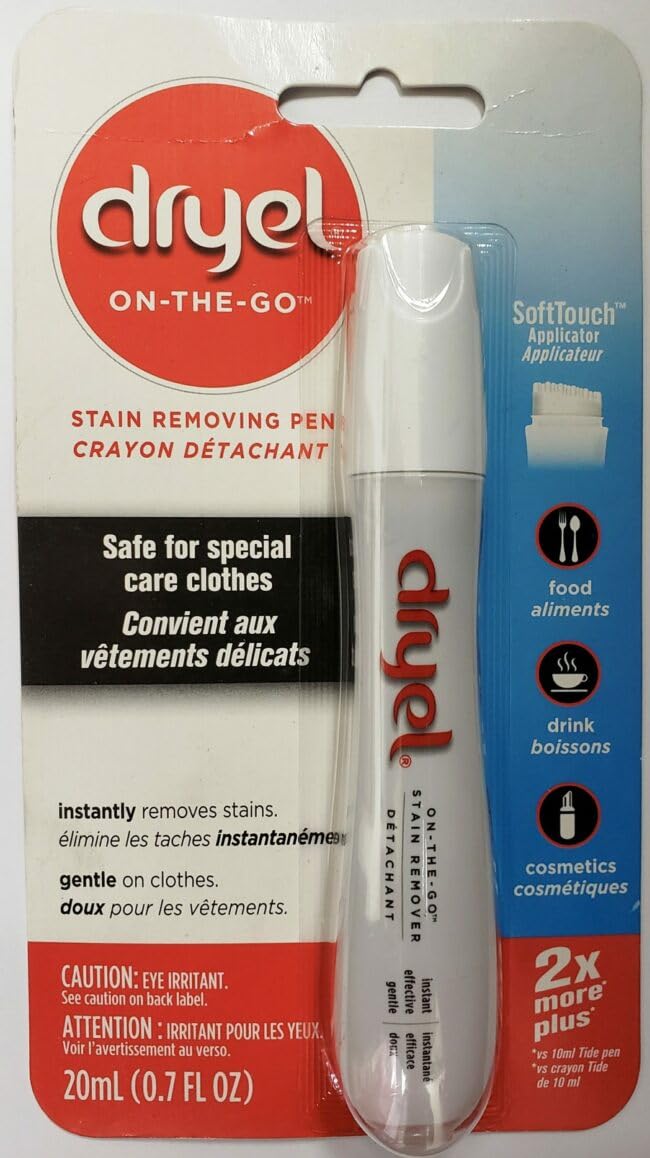 dryel
ON-THE-GO™
STAIN REMOVING PEN
CRAYON DÉTACHANT
Safe for special
care clothes
Convient aux
vêtements délicats
instantly removes stains.
élimine les taches instantanément
gentle on clothes.
doux pour les vêtements.
CAUTION: EYE IRRITANT.
See caution on back label.
ATTENTION : IRRITANT POUR LES YEUX.
Voir l'avertissement au verso.
20mL (0.7 FL OZ)
dryel®
ON-THE-GO™
STAIN REMOVER
DÉTACHANT
instant | instantané
effective | efficace
gentle | doux
SoftTouch™
Applicator
Applicateur
food
aliments
drink
boissons
cosmetics
cosmétiques
2x
more*
plus*
*vs 10ml Tide pen
*vs crayon Tide
de 10 ml